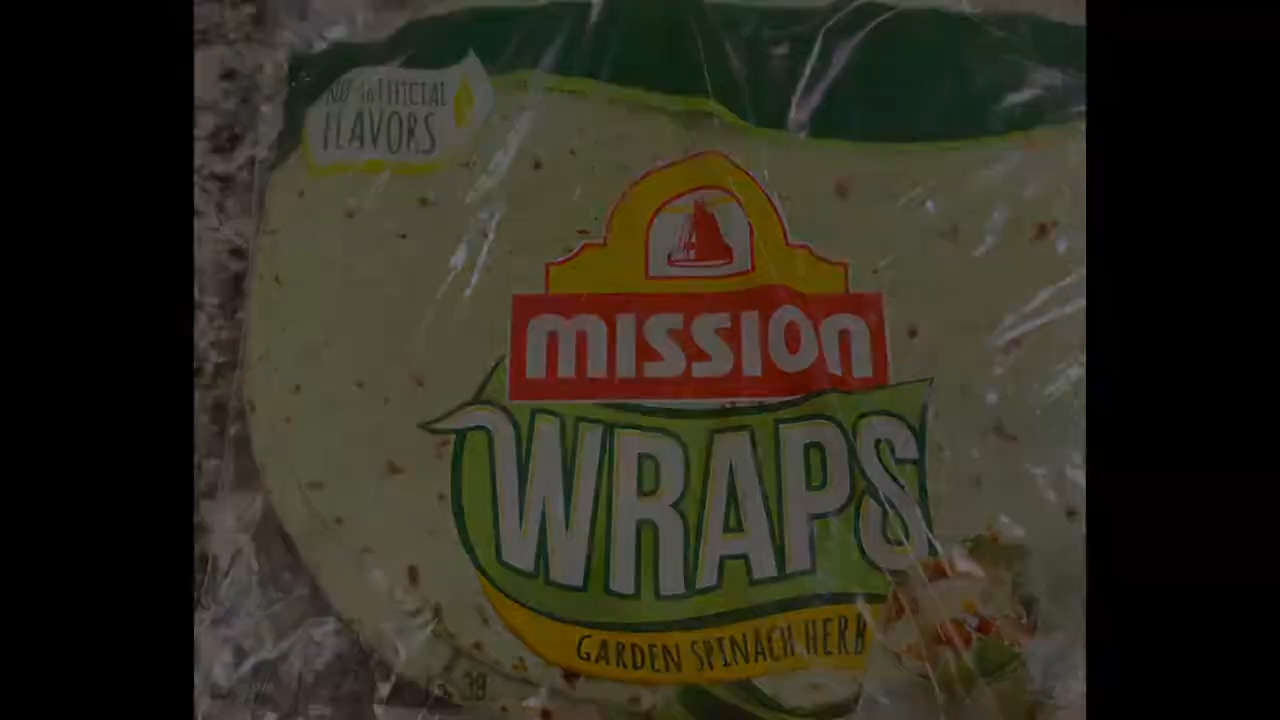 NO ARTIFICIAL
FLAVORS
MISSION
WRAPS
GARDEN SPINACH HERB